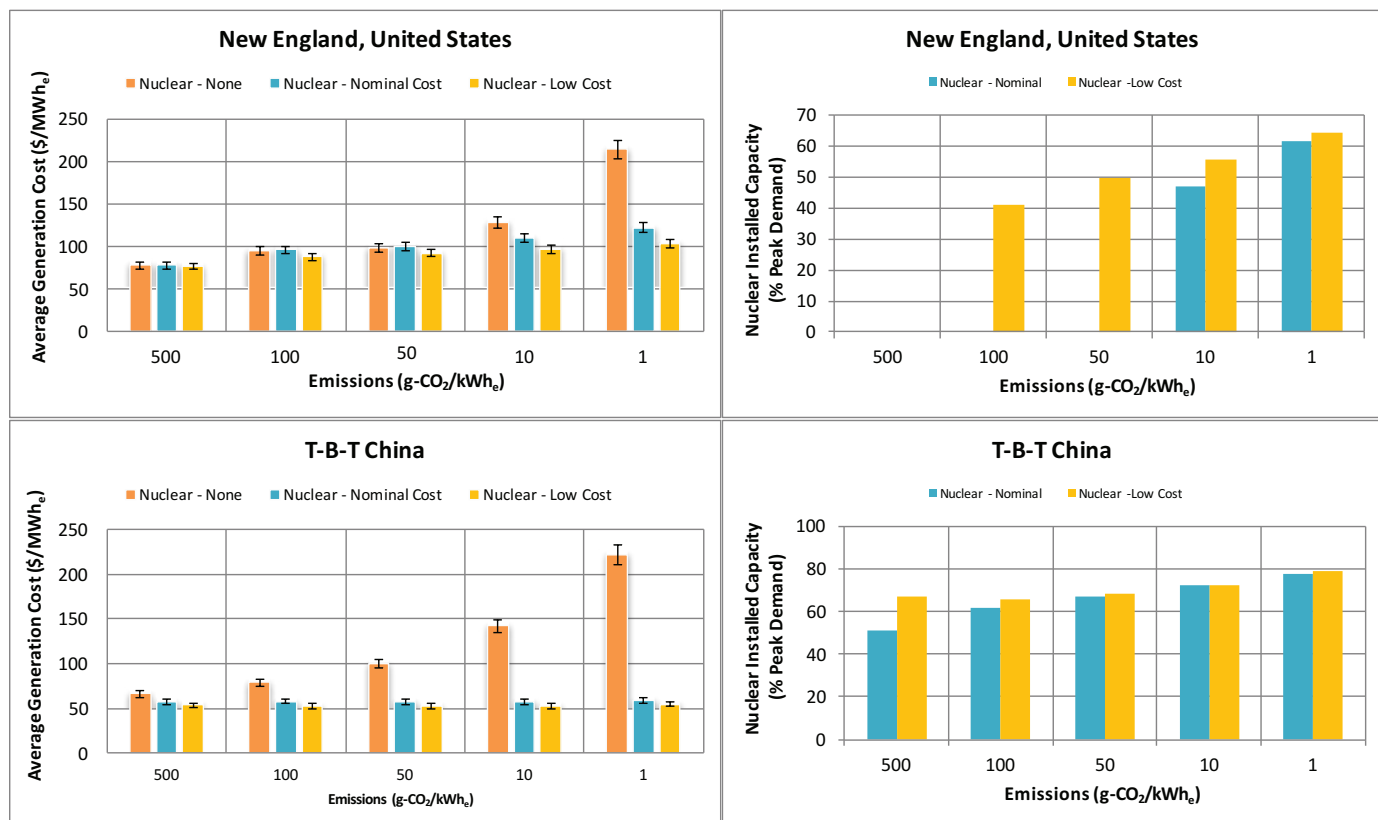 New England, United States
Nuclear - None Nuclear - Nominal Cost Nuclear - Low Cost
Average Generation Cost ($/MWhₑ)
250
200
150
100
50
0
500 100 50 10 1
Emissions (g-CO₂/kWhₑ)
New England, United States
Nuclear - Nominal Nuclear -Low Cost
Nuclear Installed Capacity
(% Peak Demand)
70
60
50
40
30
20
10
0
500 100 50 10 1
Emissions (g-CO₂/kWhₑ)
T-B-T China
Nuclear - None Nuclear - Nominal Cost Nuclear - Low Cost
Average Generation Cost ($/MWhₑ)
250
200
150
100
50
0
500 100 50 10 1
Emissions (g-CO₂/kWhₑ)
T-B-T China
Nuclear - Nominal Nuclear -Low Cost
Nuclear Installed Capacity
(% Peak Demand)
100
80
60
40
20
0
500 100 50 10 1
Emissions (g-CO₂/kWhₑ)